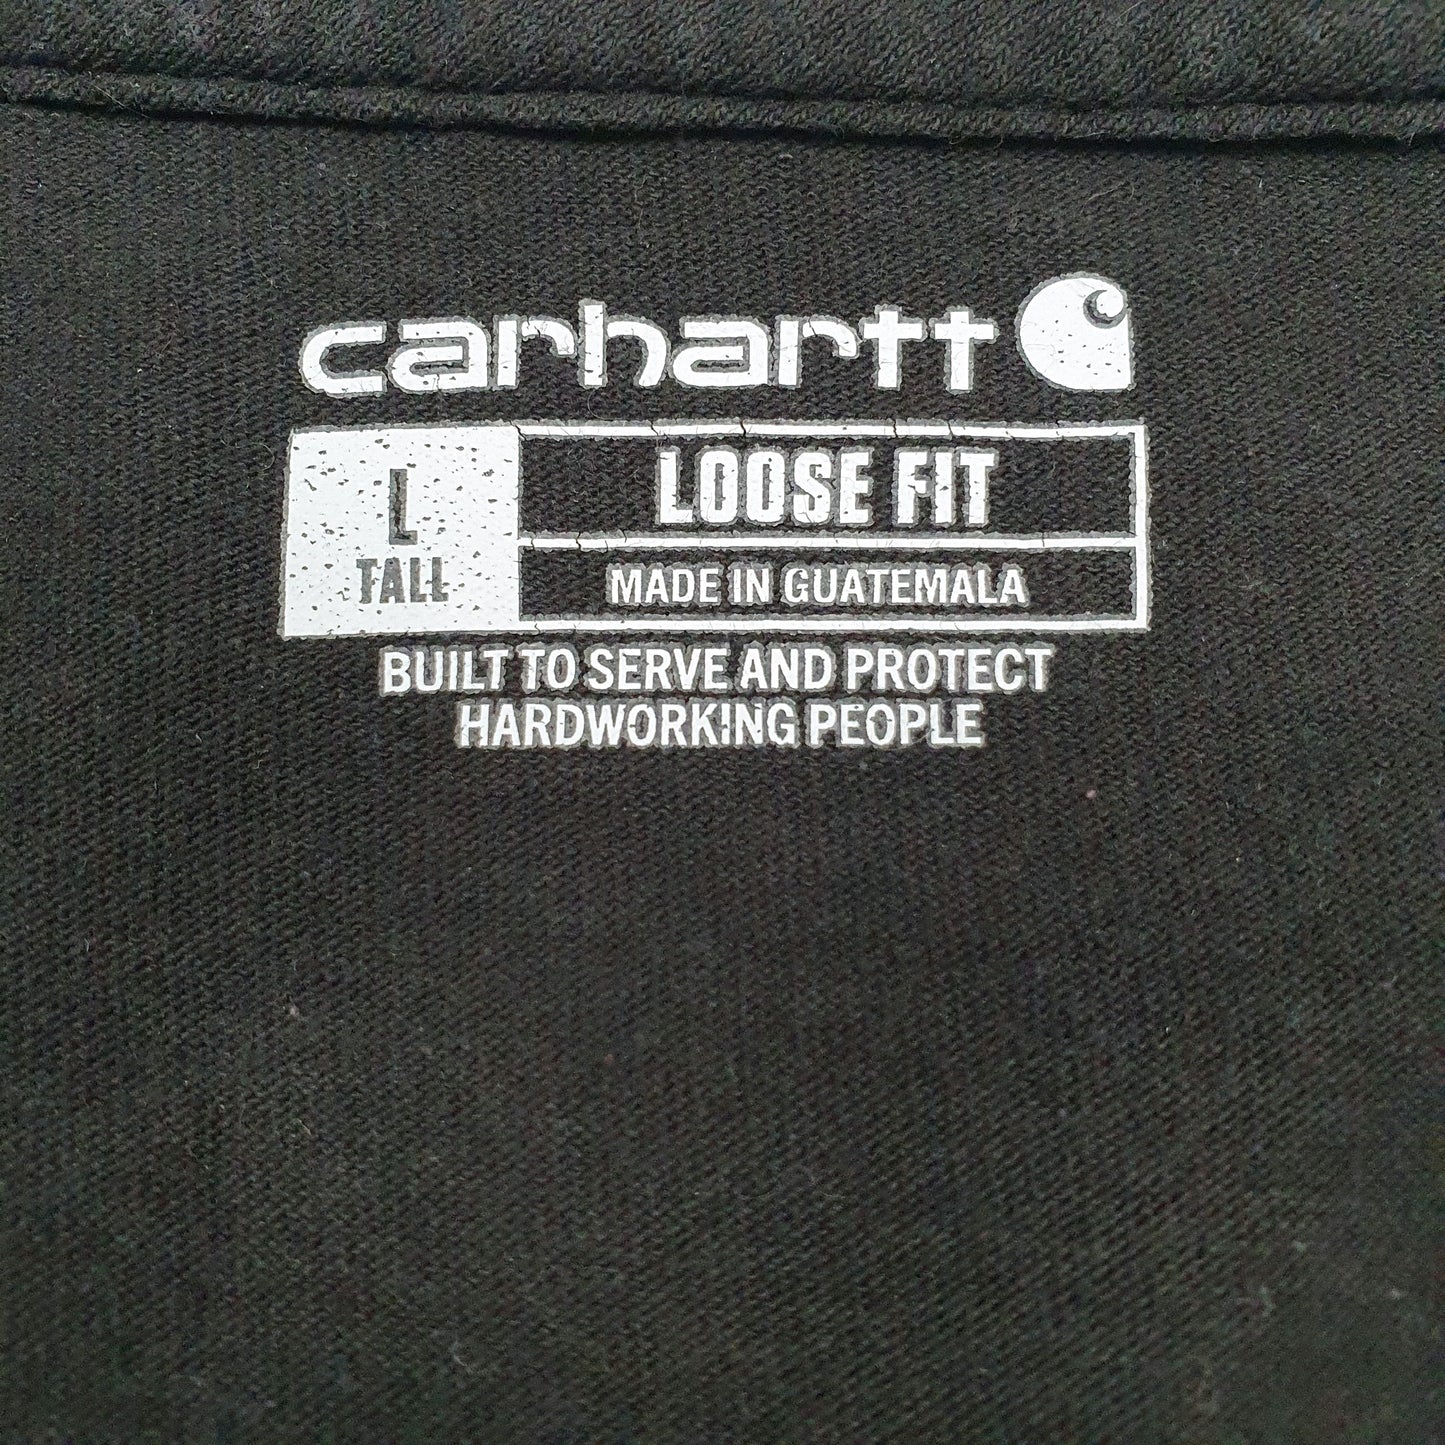 carhartt
L
TALL
LOOSE FIT
MADE IN GUATEMALA
BUILT TO SERVE AND PROTECT
HARDWORKING PEOPLE